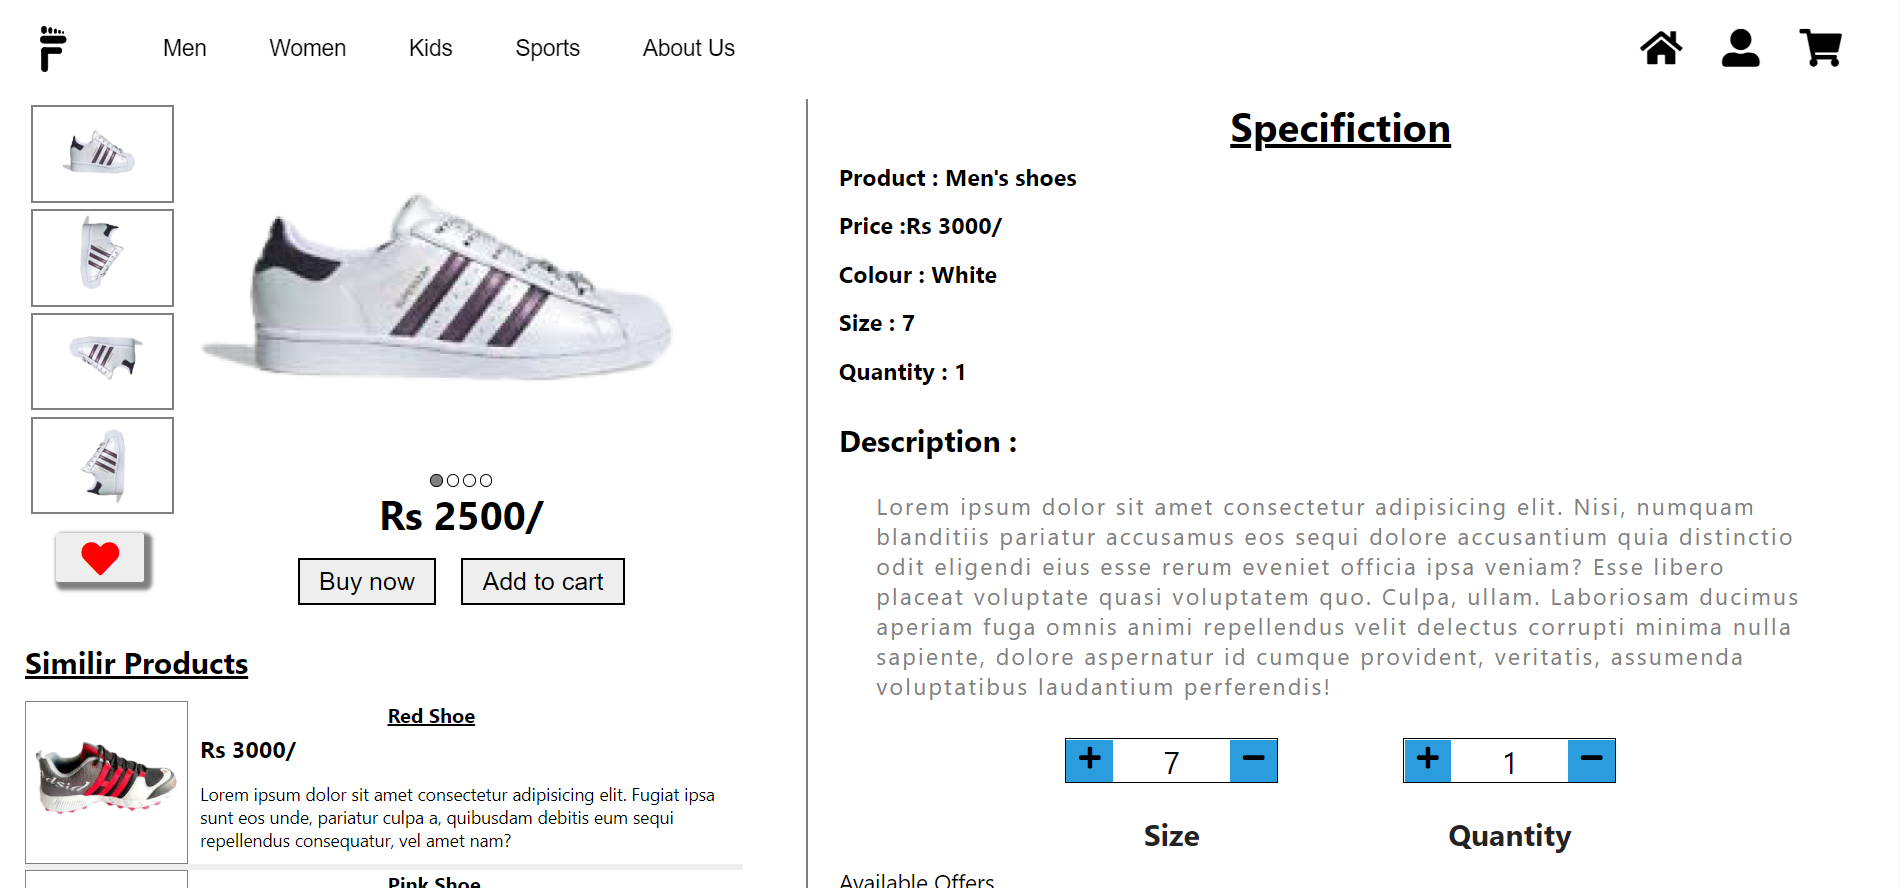 Men Women Kids Sports About Us
Rs 2500/
Buy now Add to cart
Similir Products
Red Shoe
Rs 3000/
Lorem ipsum dolor sit amet consectetur adipisicing elit. Fugiat ipsa
sunt eos unde, pariatur culpa a, quibusdam debitis eum sequi
repellendus consequatur, vel amet nam?
Pink Shoe
Specifiction
Product : Men's shoes
Price :Rs 3000/
Colour : White
Size : 7
Quantity : 1
Description :
Lorem ipsum dolor sit amet consectetur adipisicing elit. Nisi, numquam
blanditiis pariatur accusamus eos sequi dolore accusantium quia distinctio
odit eligendi eius esse rerum eveniet officia ipsa veniam? Esse libero
placeat voluptate quasi voluptatem quo. Culpa, ullam. Laboriosam ducimus
aperiam fuga omnis animi repellendus velit delectus corrupti minima nulla
sapiente, dolore aspernatur id cumque provident, veritatis, assumenda
voluptatibus laudantium perferendis!
+ 7 − + 1 −
Size Quantity
Available Offers